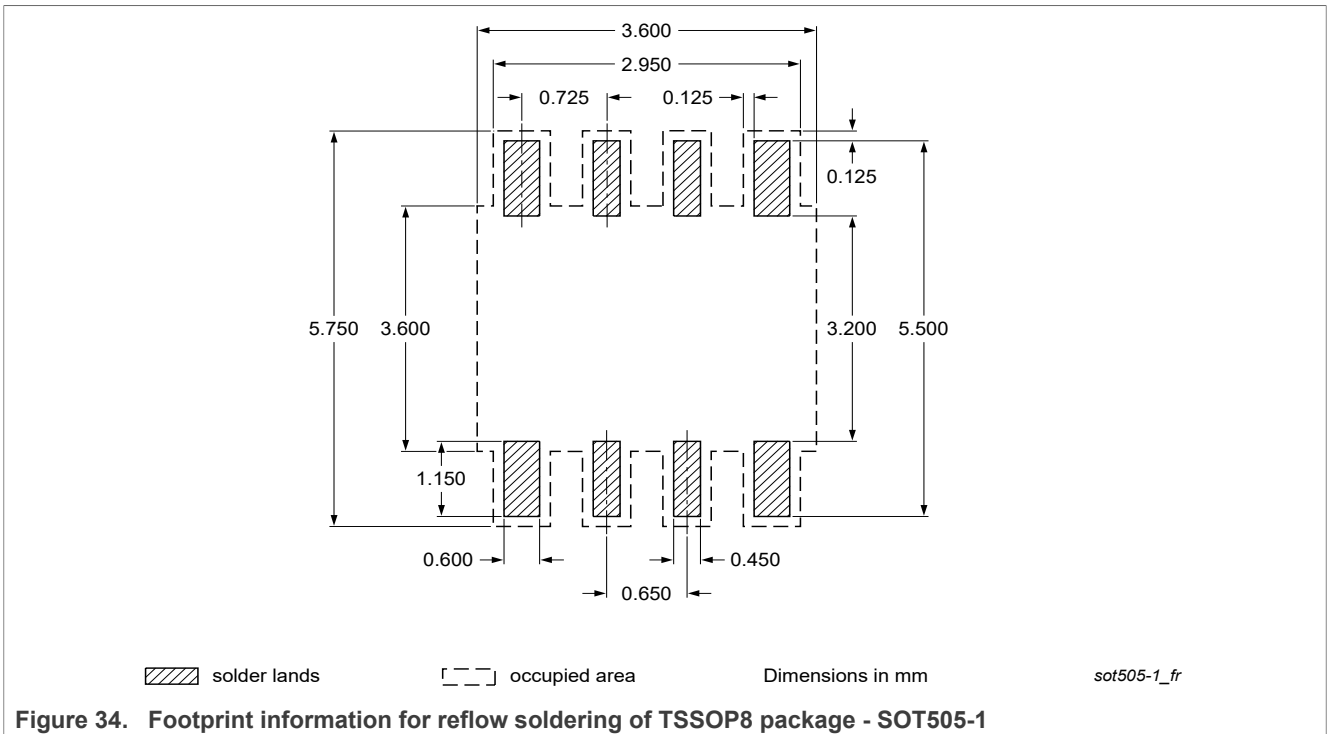 3.600
2.950
0.725 0.125
0.125
5.750 3.600 3.200 5.500
1.150
0.600 0.450
0.650
solder lands occupied area Dimensions in mm sot505-1_fr
Figure 34. Footprint information for reflow soldering of TSSOP8 package - SOT505-1